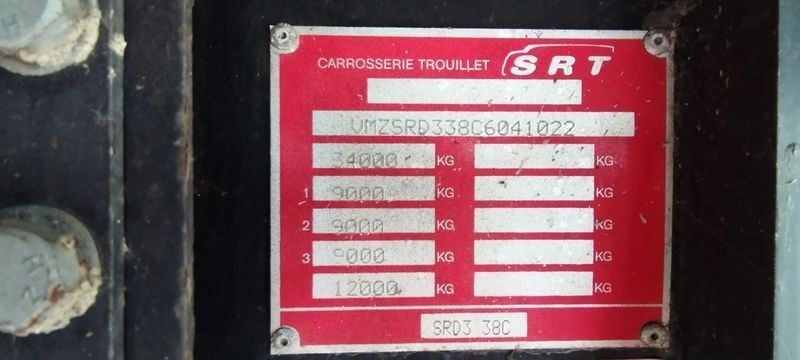 CARROSSERIE TROUILLET SRT
VMZSRD338C6041022
34000 KG KG
1 9000 KG KG
2 9000 KG KG
3 9000 KG KG
12000 KG KG
SRD3 38C